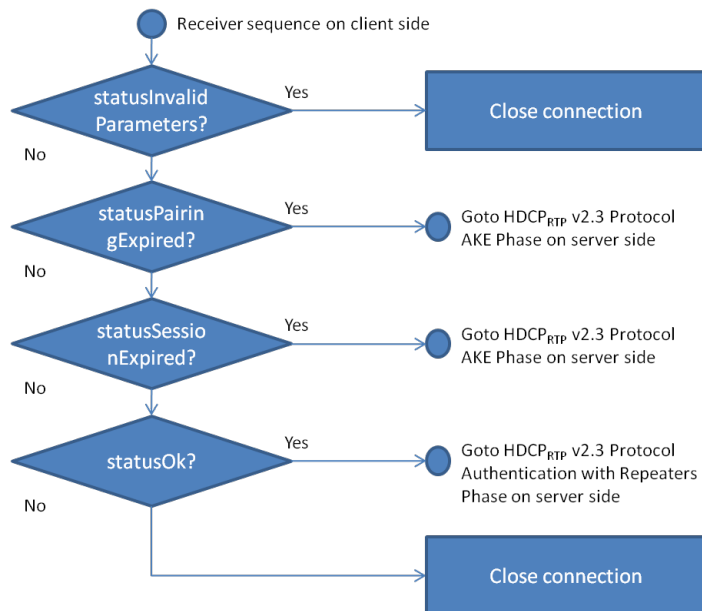 Receiver sequence on client side
statusInvalid
Parameters?
Yes
Close connection
No
statusPairin
gExpired?
Yes
Goto HDCPRTP v2.3 Protocol
AKE Phase on server side
No
statusSessio
nExpired?
Yes
Goto HDCPRTP v2.3 Protocol
AKE Phase on server side
No
statusOk?
Yes
Goto HDCPRTP v2.3 Protocol
Authentication with Repeaters
Phase on server side
No
Close connection